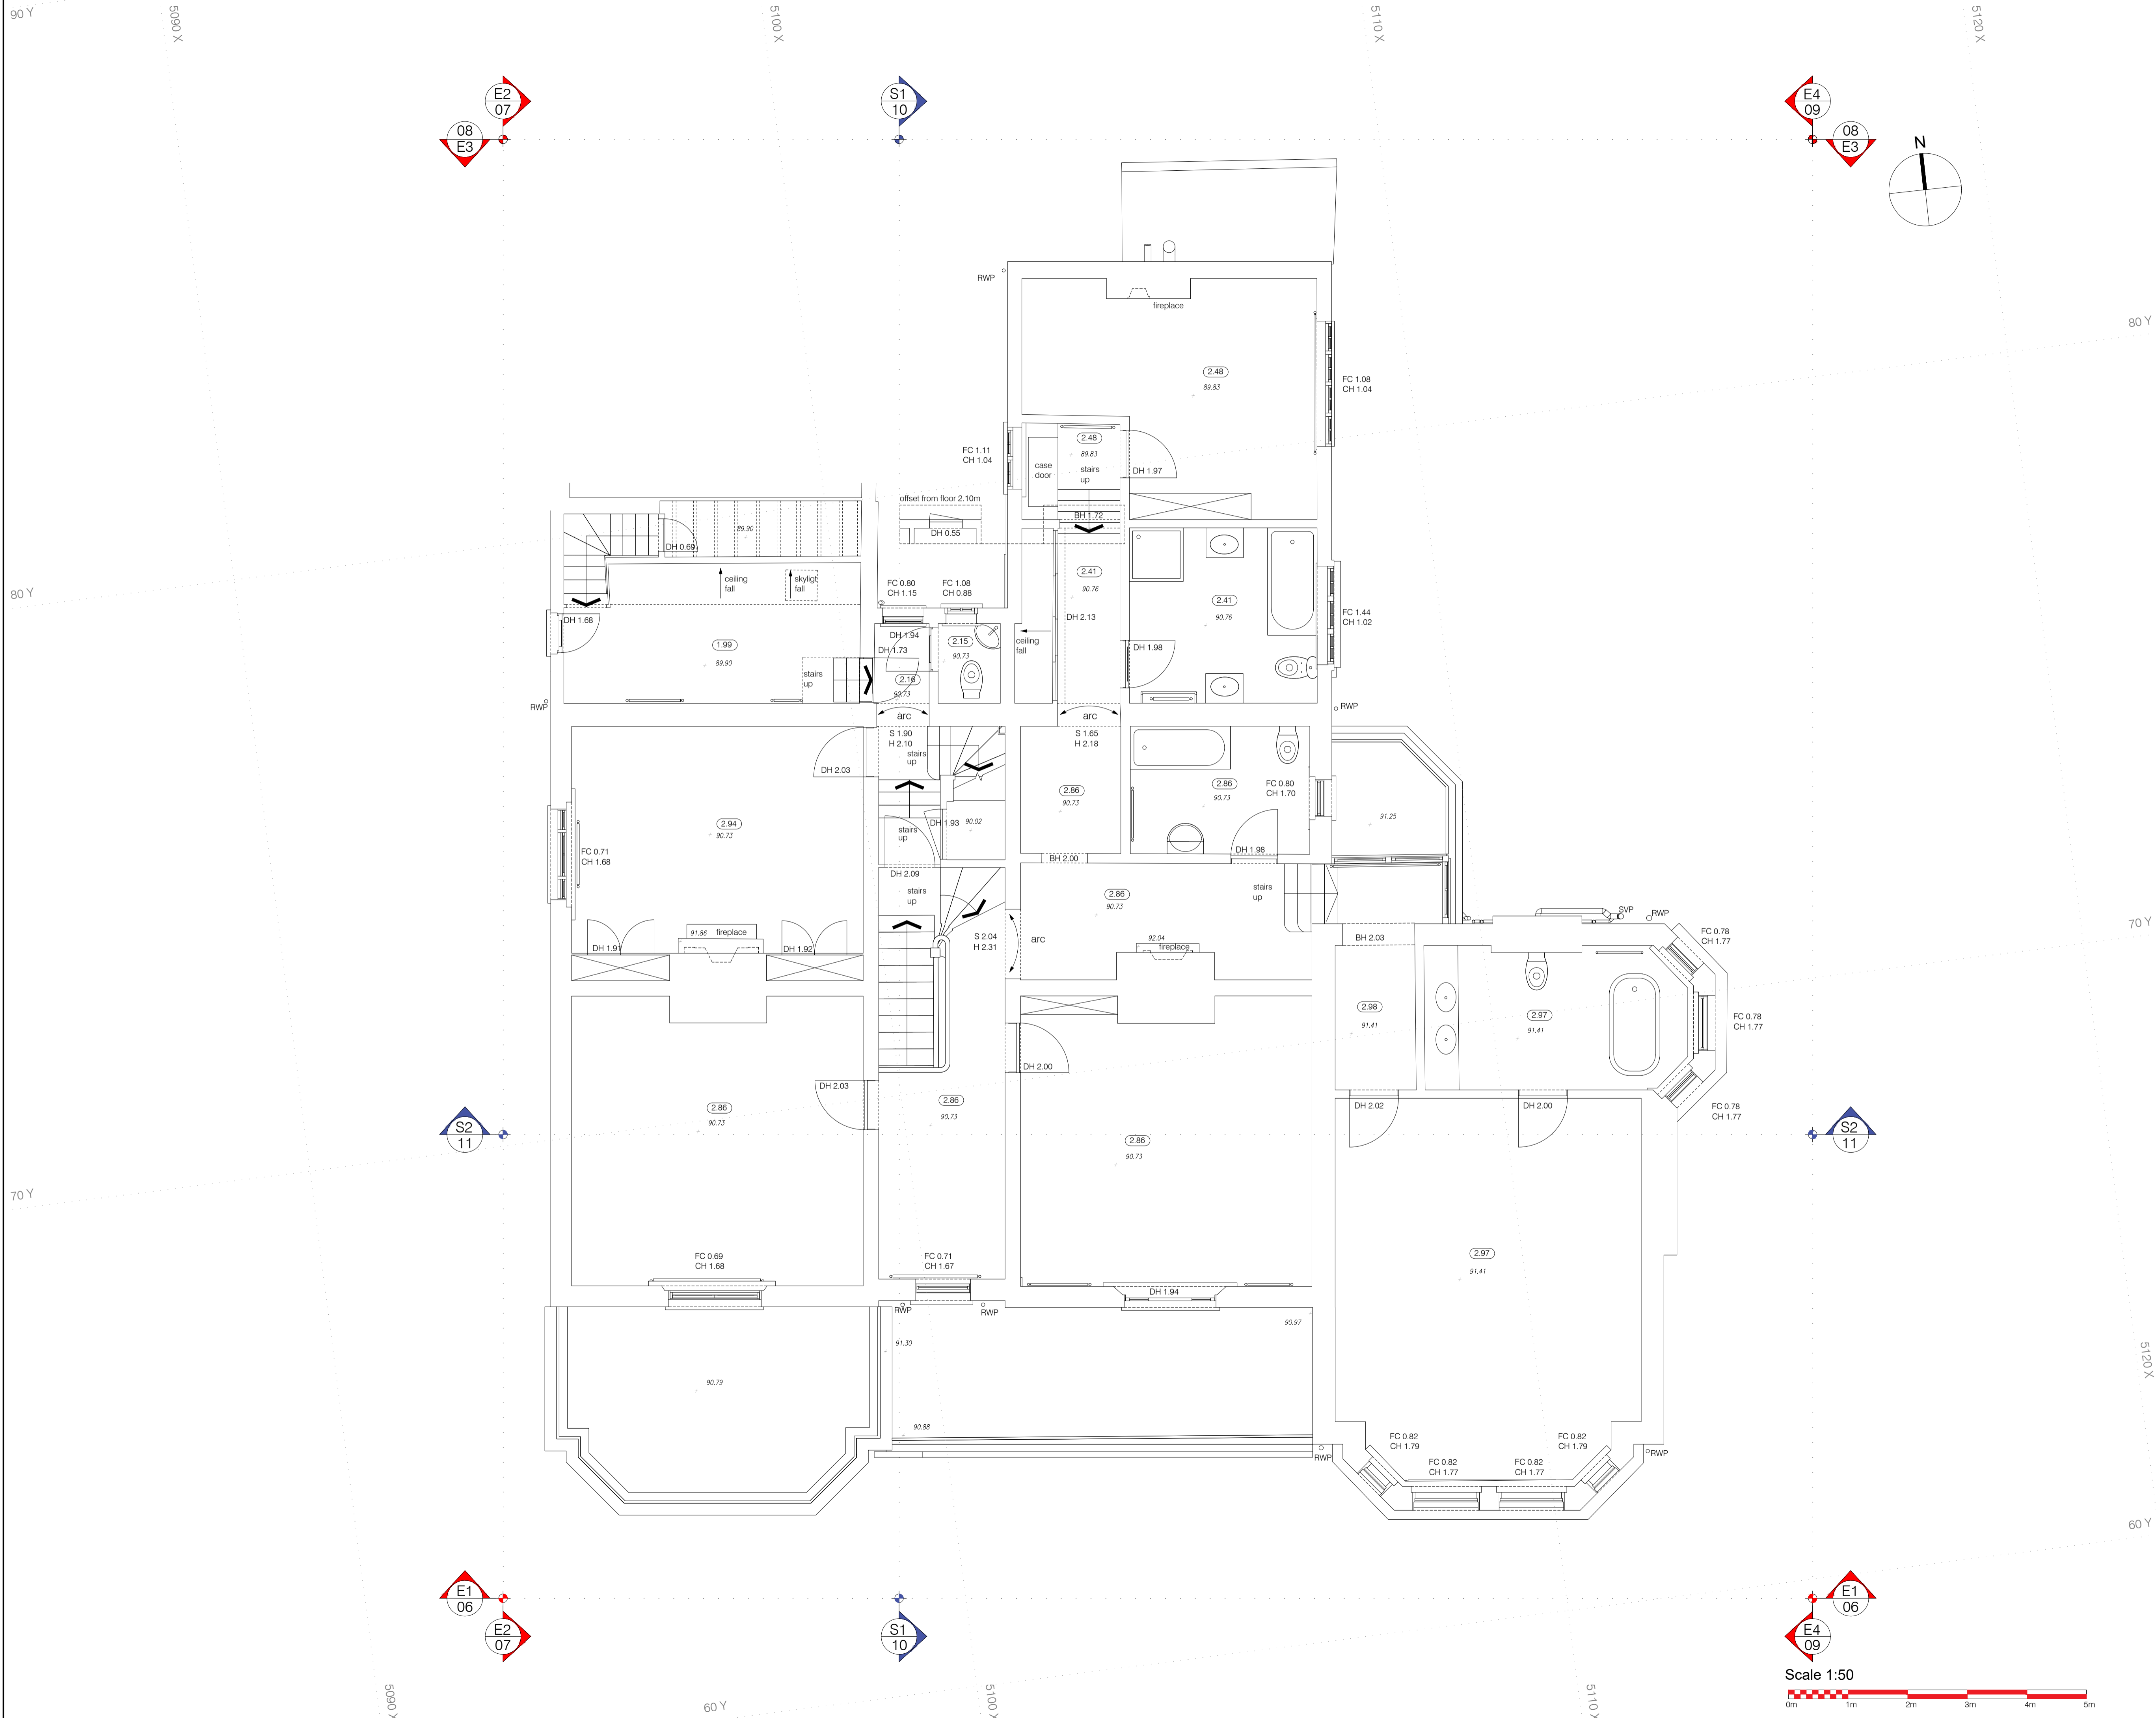 90 Y
5090 X
5100 X
5110 X
5120 X
E2
07
S1
10
E4
09
08
E3
08
E3
N
RWP
fireplace
80 Y
2.48
89.83
FC 1.08
CH 1.04
FC 1.11
CH 1.04
2.48
89.83
case
door
stairs
up
DH 1.97
offset from floor 2.10m
BH 1.72
DH 0.55
89.90
DH 0.69
ceiling
fall
skyligt
fall
FC 0.80
CH 1.15
FC 1.08
CH 0.88
2.41
90.76
80 Y
2.41
90.76
FC 1.44
CH 1.02
DH 1.68
DH 2.13
DH 1.94
DH 1.73
2.15
90.73
ceiling
fall
DH 1.98
1.99
89.90
stairs
up
2.16
90.73
RWP
RWP
arc
arc
S 1.90
H 2.10
S 1.65
H 2.18
stairs
up
DH 2.03
2.86
90.73
2.86
90.73
FC 0.80
CH 1.70
91.25
2.94
90.73
stairs
up
DH 1.93
90.02
FC 0.71
CH 1.68
BH 2.00
DH 1.98
DH 2.09
stairs
up
2.86
90.73
stairs
up
SVP
RWP
70 Y
91.86
fireplace
DH 1.91
DH 1.92
S 2.04
H 2.31
arc
92.04
fireplace
BH 2.03
FC 0.78
CH 1.77
2.98
91.41
2.97
91.41
FC 0.78
CH 1.77
DH 2.00
DH 2.03
2.86
90.73
2.86
90.73
DH 2.02
DH 2.00
FC 0.78
CH 1.77
S2
11
2.86
90.73
S2
11
70 Y
FC 0.69
CH 1.68
FC 0.71
CH 1.67
2.97
91.41
DH 1.94
RWP
RWP
90.97
91.30
5120 X
90.79
90.88
FC 0.82
CH 1.79
FC 0.82
CH 1.79
RWP
RWP
FC 0.82
CH 1.77
FC 0.82
CH 1.77
60 Y
E1
06
E1
06
E2
07
S1
10
E4
09
Scale 1:50
0m
1m
2m
3m
4m
5m
5090 X
60 Y
5100 X
5110 X